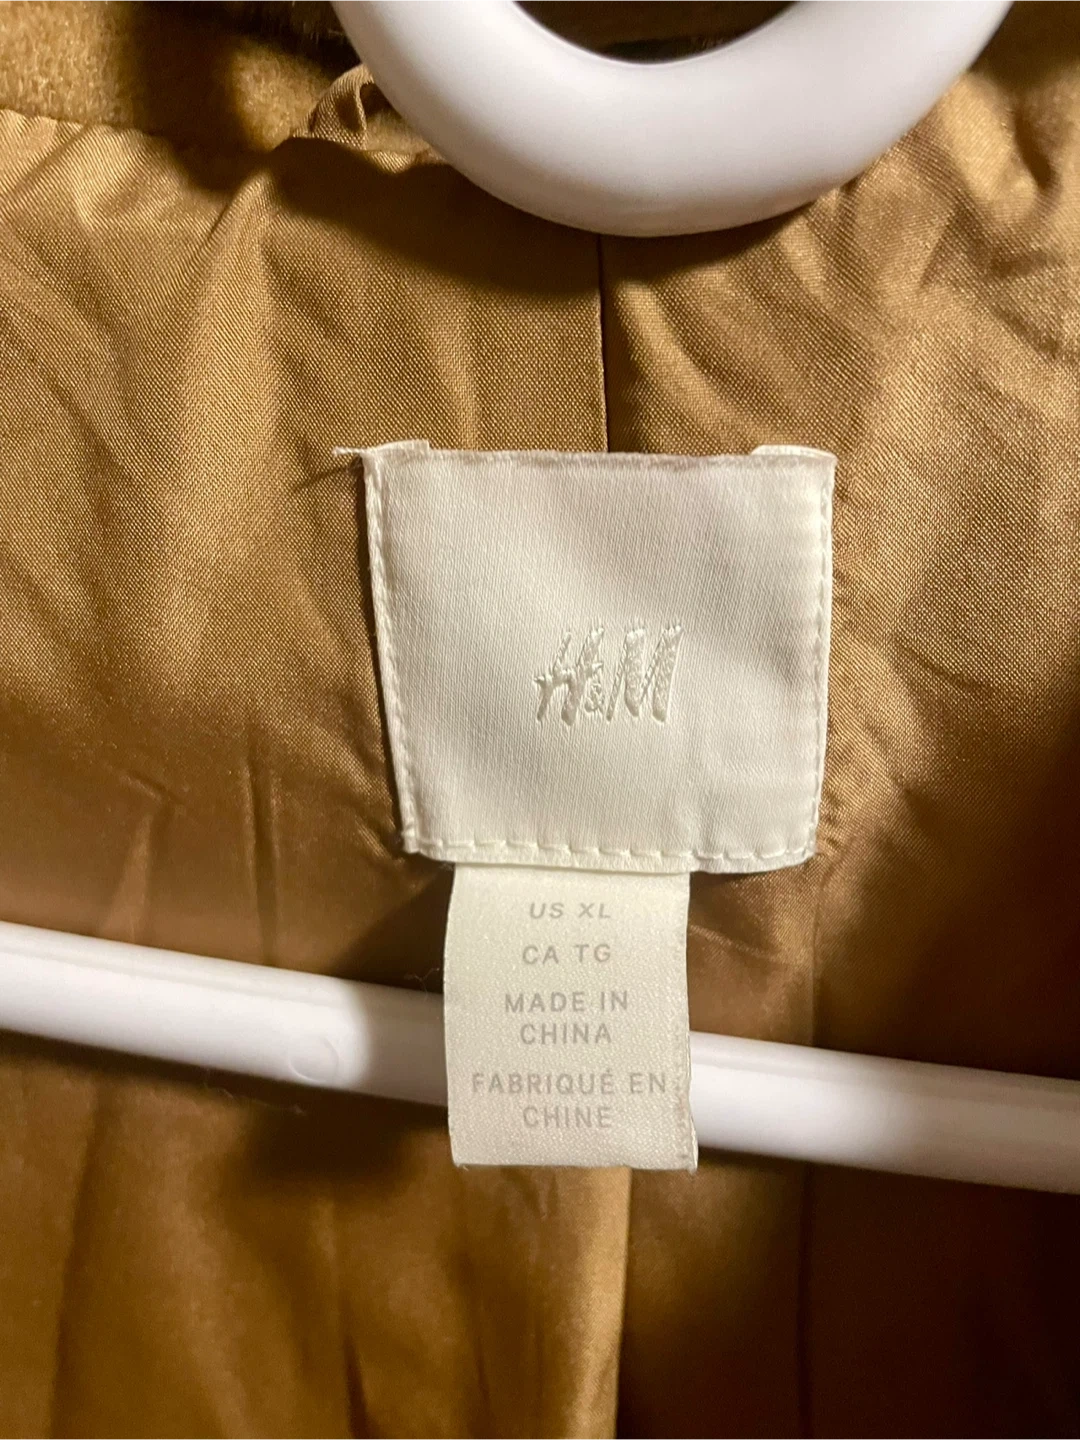 H&M
US XL
CA TG
MADE IN
CHINA
FABRIQUÉ EN
CHINE